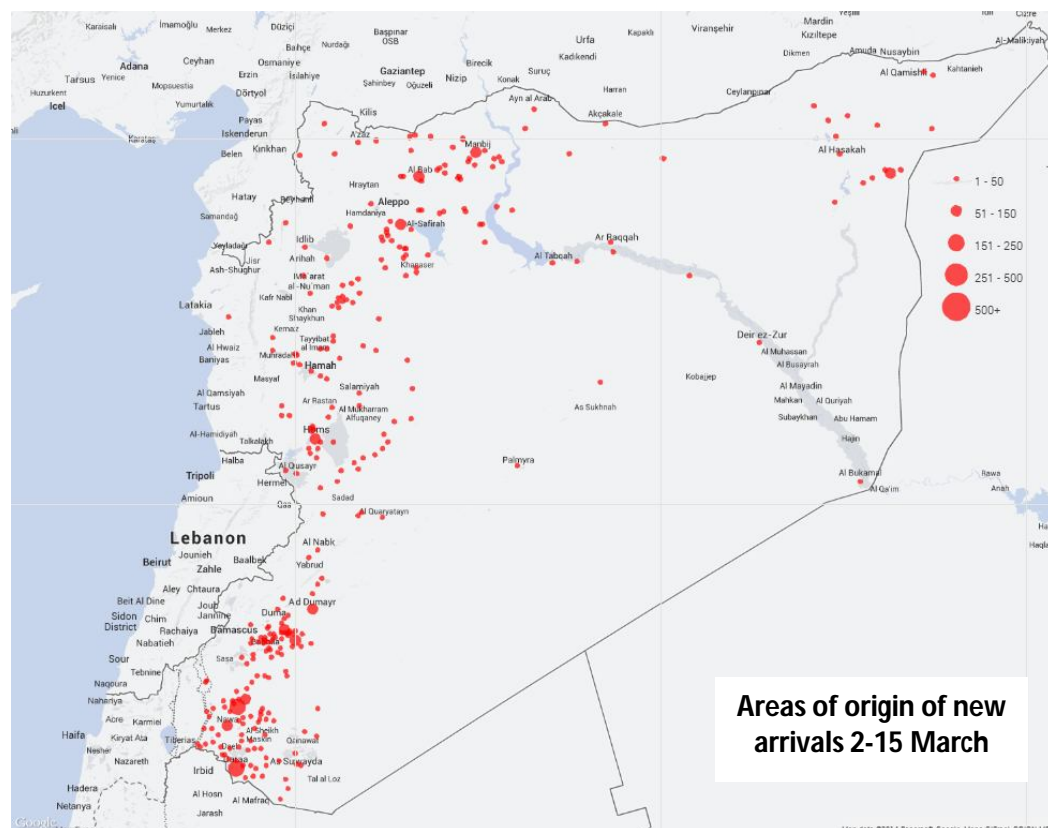 Karaisalı
İmamoğlu
Merkez
Düziçi
Bahçe
Nurdağı
Başpınar
OSB
Urfa
Kapaklı
Viranşehir
Mardin
Kızıltepe
Dikmen
Amuda
Nusaybin
Al-Malikiyah
Adana
Ceyhan
Osmaniye
Gaziantep
Nizip
Birecik
Suruç
Kadıkendi
Al Qamishli
Kahtanieh
Tarsus
Yenice
Mopsuestia
Erzin
İslahiye
Şahinbey
Oğuzeli
Konak
Harran
Ceylanpınar
Huzurkent
Icel
Yumurtalık
Dörtyol
Kilis
Ayn al Arab
Akçakale
Karataş
Payas
Iskenderun
A'zaz
Belen
Kırıkhan
Manbij
Al Hasakah
Al Bab
Hatay
Reyhanlı
Hraytan
Aleppo
1 - 50
Samandağ
Hamdaniya
Al-Safirah
51 - 150
Yayladağı
Idlib
Ar Raqqah
151 - 250
Jisr
Ash-Shughur
Arihah
Khanaser
Al Tabqah
251 - 500
Ma'arat
al-Nu'man
Kafr Nabl
500+
Latakia
Khan
Shaykhun
Jableh
Deir ez-Zur
Al Hwaiz
Tayyibat
al Imam
Al Muhassan
Baniyas
Muhradah
Hamah
Al Busayrah
Masyaf
Kobajjep
Al Qamsiyah
Salamiyah
Al Mayadin
Tartus
Ar Rastan
Al Mukharram
Alfuqaney
As Sukhnah
Mahkan
Al Quriyah
Subaykhan
Abu Hamam
Al-Hamidiyah
Talkalakh
Homs
Hajin
Halba
Palmyra
Tripoli
Al Qusayr
Al Bukamal
Rawa
Amioun
Hermel
Sadad
Al Qa'im
Anah
Qaa
Al Qaryatayn
Lebanon
Al Nabk
Jounieh
Baalbek
Beirut
Zahle
Yabrud
Aley
Chtaura
Beit Al Dine
Joub
Jannine
Ad Dumayr
Sidon
District
Chim
Duma
Rachaiya
Damascus
Nabatieh
Sour
Sasa
Tebnine
Naqoura
Nahariya
Areas of origin of new
arrivals 2-15 March
Acre
Karmiel
Nawa
Haifa
Kiryat Ata
Tiberias
Al Sheikh
Maskin
Qanawat
Nesher
Nazareth
Irbid
As Suwayda
Hadera
Tal al Loz
Al Hosn
Al Mafraq
Netanya
Jarash
Google